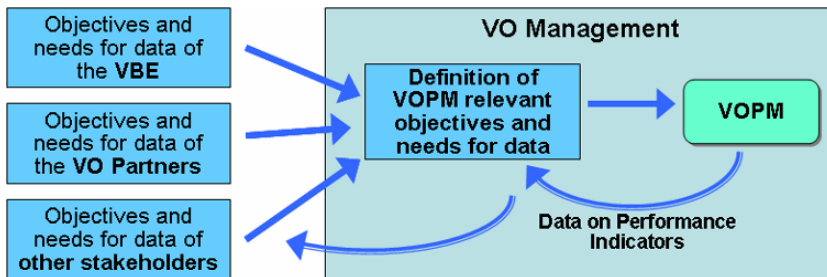 Objectives and
needs for data of
the VBE
Objectives and
needs for data of
the VO Partners
Objectives and
needs for data of
other stakeholders
VO Management
Definition of
VOPM relevant
objectives and
needs for data
VOPM
Data on Performance
Indicators